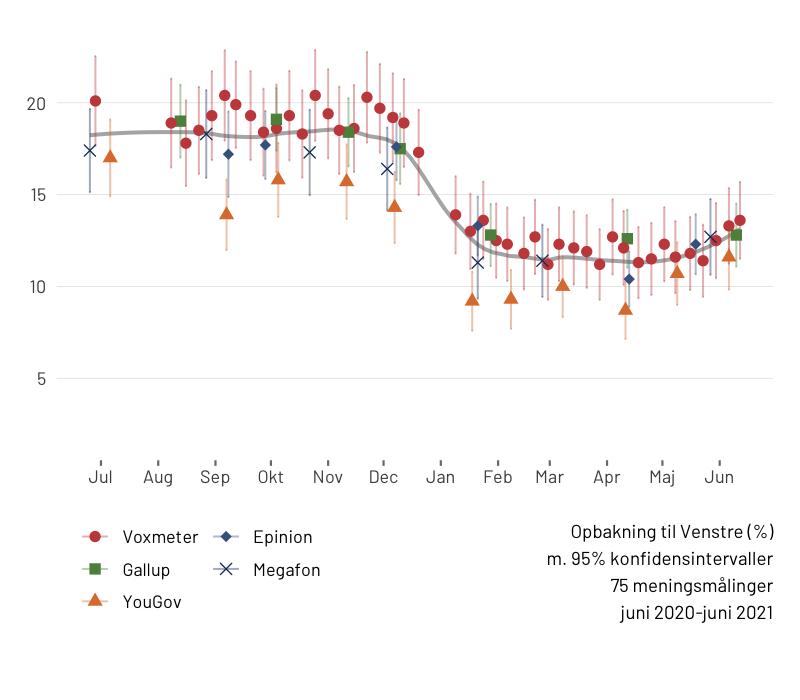 20
15
10
5
Jul Aug Sep Okt Nov Dec Jan Feb Mar Apr Maj Jun
Voxmeter Epinion
Gallup Megafon
YouGov
Opbakning til Venstre (%)
m. 95% konfidensintervaller
75 meningsmålinger
juni 2020-juni 2021